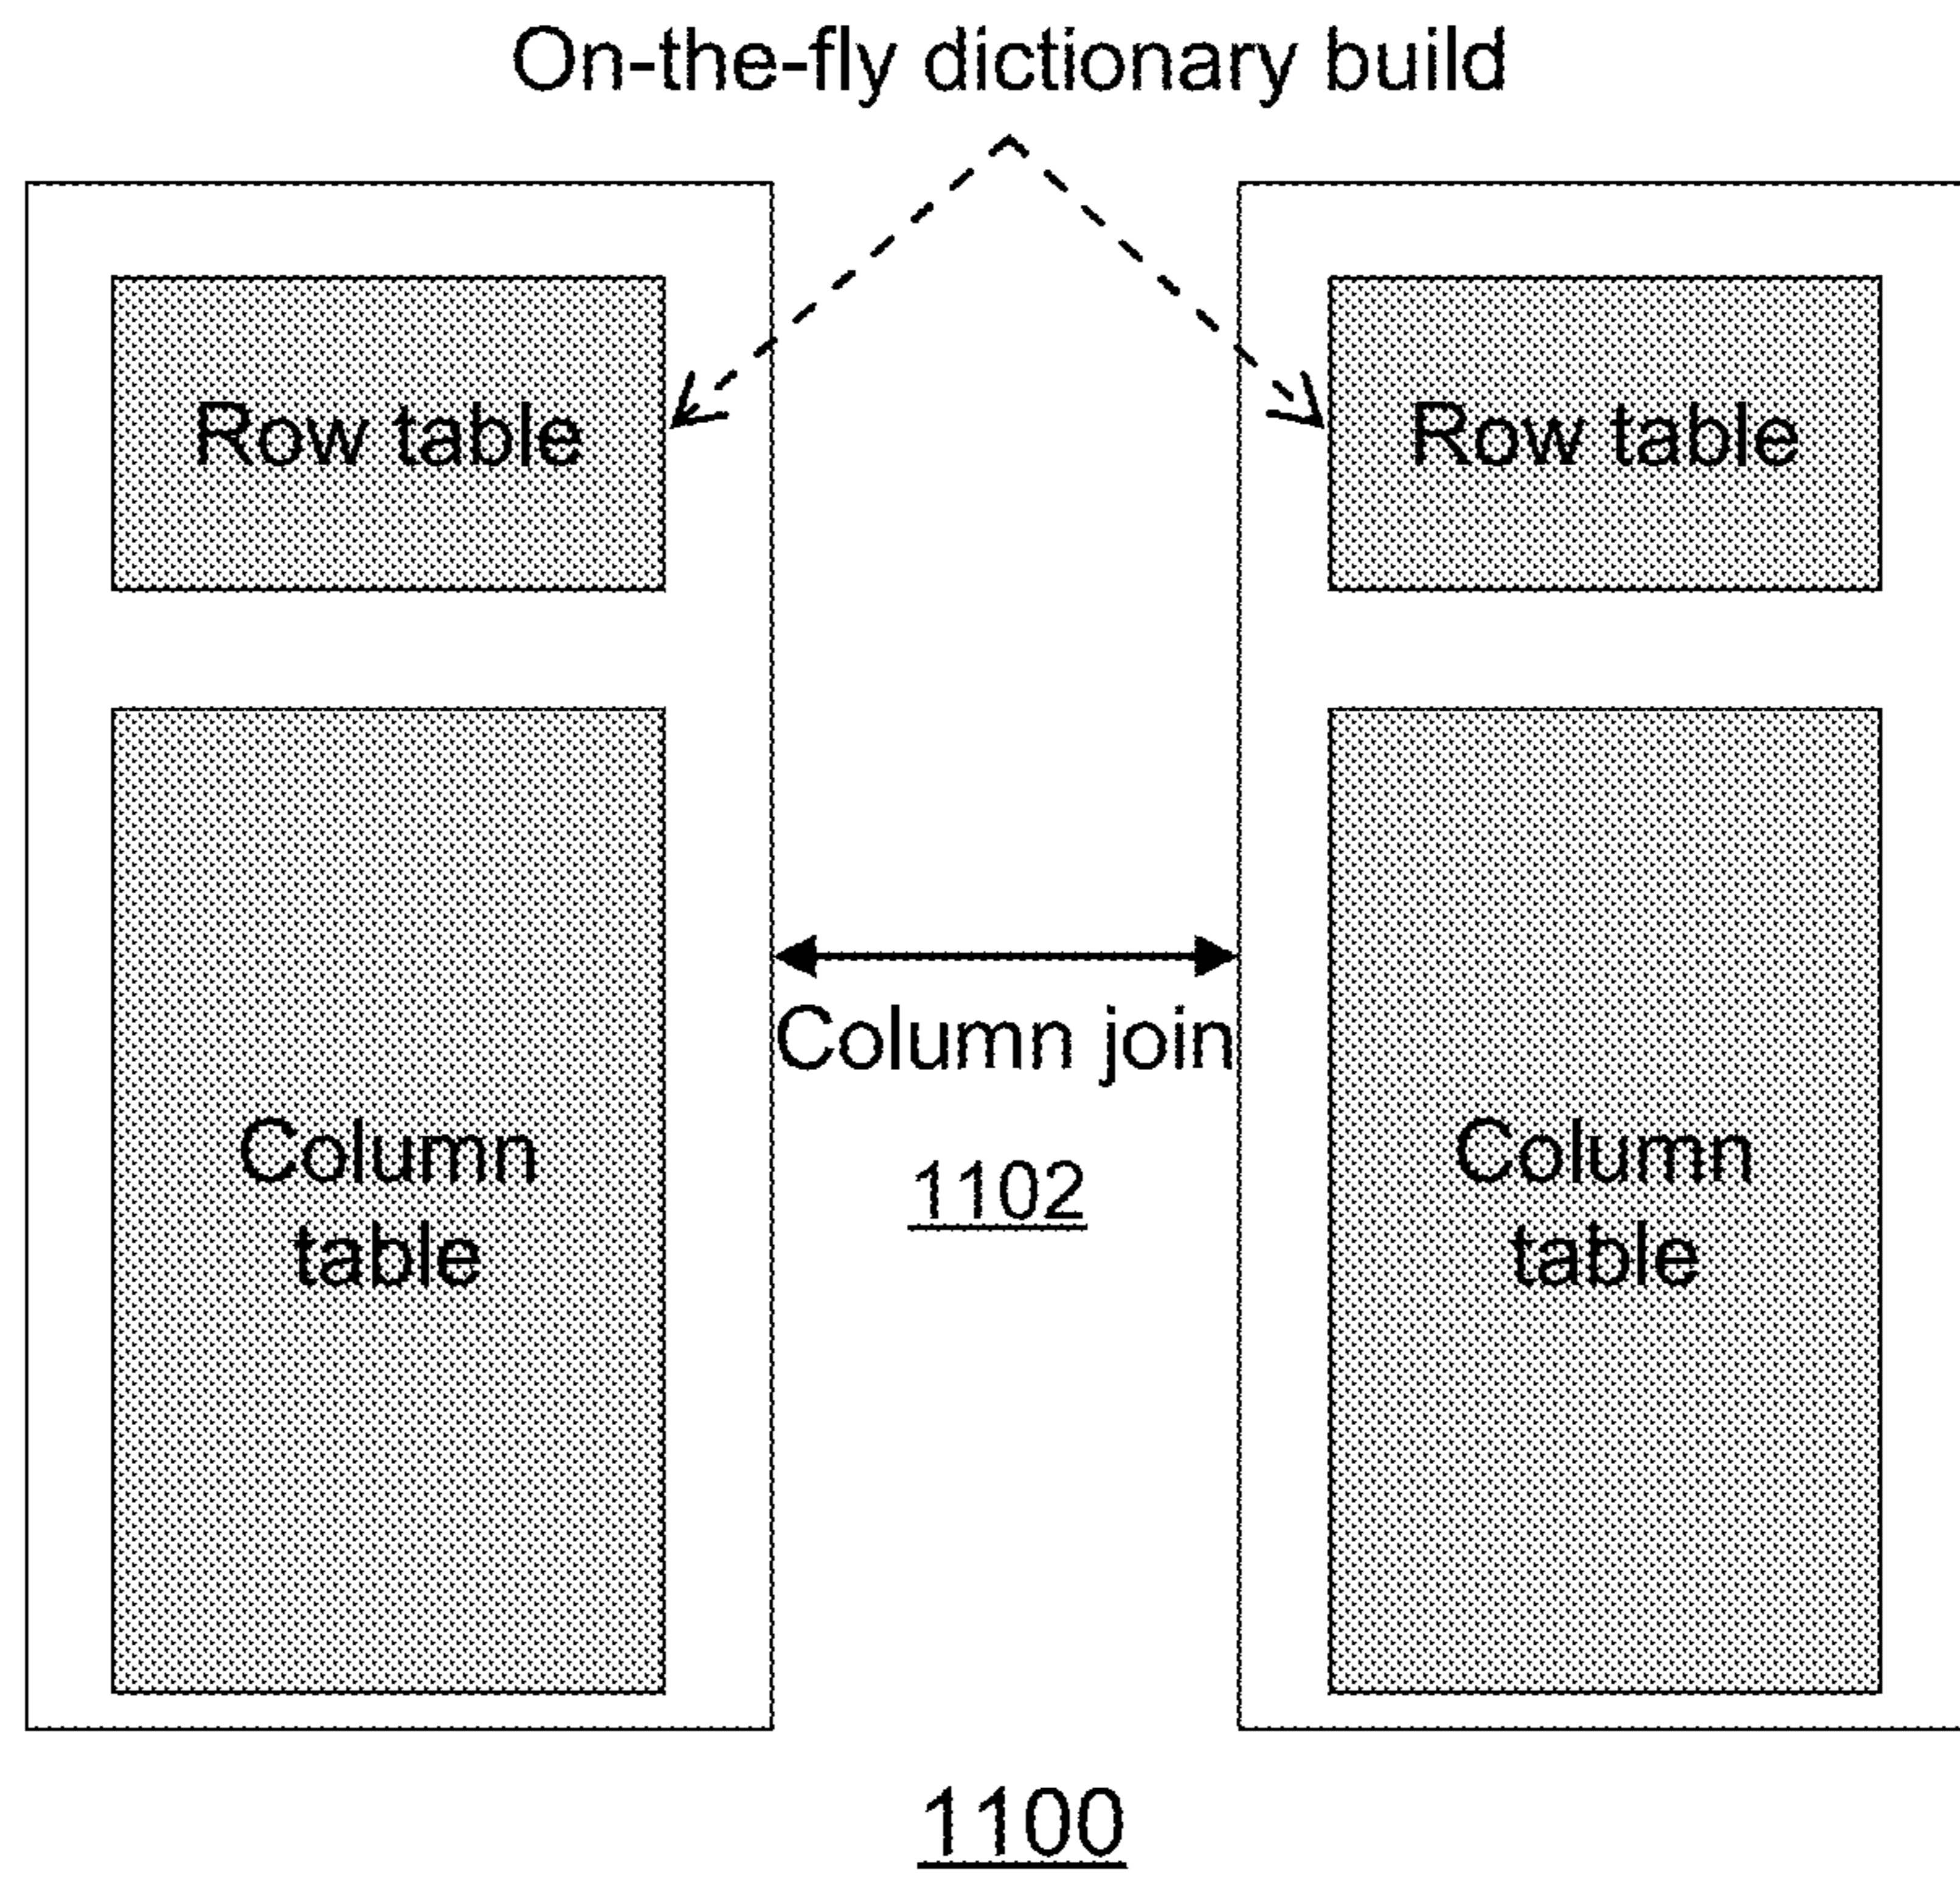 On-the-fly dictionary build
Row table
Row table
Column join
1102
Column
table
Column
table
1100